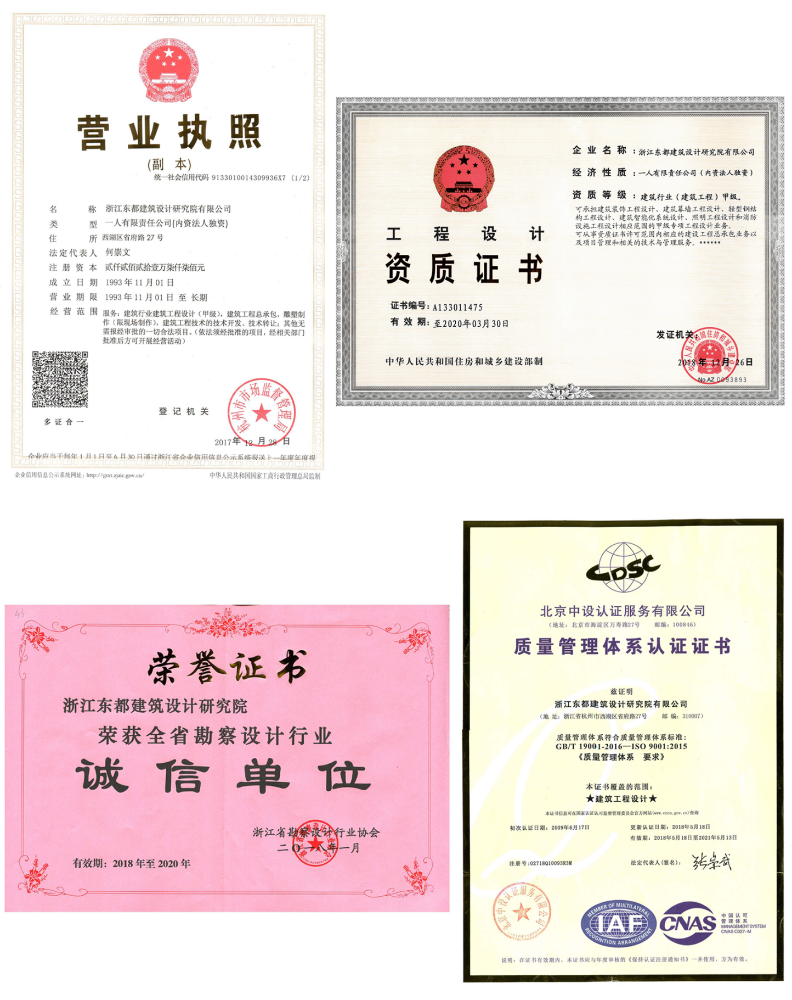 营业执照
(副 本)
统一社会信用代码 9133010014309936X7 (1/2)
名 称 浙江东都建筑设计研究院有限公司
类 型 一人有限责任公司(内资法人独资)
住 所 西湖区省府路 27 号
法定代表人 何崇文
注册资本 贰仟贰佰贰拾壹万柒仟柒佰元
成立日期 1993 年 11 月 01 日
营业期限 1993 年 11 月 01 日 至 长期
经营范围 服务：建筑行业建筑工程设计（甲级），建筑工程总承包，雕塑制
作（限现场制作），建筑工程技术的技术开发、技术转让；其他无
需报经审批的一切合法项目。（依法须经批准的项目，经相关部门
批准后方可开展经营活动）
多证合一
登记机关
杭州市市场监督管理局
2017年 12 月 28 日
企业应当于每年 1 月 1 日至 6 月 30 日通过浙江省企业信用信息公示系统报送上一年度年度报
企业信用信息公示系统网址：http://gsxt.zjaic.gov.cn/
中华人民共和国国家工商行政管理总局监制
工程设计
资质证书
证书编号：A133011475
有 效 期：至2020年03月30日
中华人民共和国住房和城乡建设部制
企业名称：浙江东都建筑设计研究院有限公司
经济性质：一人有限责任公司（内资法人独资）
资质等级：建筑行业（建筑工程）甲级。
可承担建筑装饰工程设计、建筑幕墙工程设计、轻型钢结
构工程设计、建筑智能化系统设计、照明工程设计和消防
设施工程设计相应范围的甲级专项工程设计业务。
可从事资质证书许可范围内相应的建设工程总承包业务以
及项目管理和相关的技术与管理服务。******
发证机关：
中华人民共和国住房和城乡建设部
2018 年 12月 26日
No.AZ 0093893
43
荣誉证书
浙江东都建筑设计研究院
荣获全省勘察设计行业
诚信单位
浙江省勘察设计行业协会
二〇一八年一月
有效期：2018 年至 2020 年
CDSC
北京中设认证服务有限公司
（地址：北京市海淀区万寿路27号 邮编：100846）
质量管理体系认证证书
兹证明
浙江东都建筑设计研究院有限公司
（地 址：浙江省杭州市西湖区省府路27号 邮 编：310007）
质量管理体系符合质量管理体系标准：
GB/T 19001-2016—ISO 9001:2015
《质量管理体系 要求》
本证书覆盖的范围：
★建筑工程设计★
本证书信息可在国家认证认可监督管理委员会官方网站(www.cnca.gov.cn)查询
初次认证日期：2009年6月17日
更新认证日期：2018年5月18日
有效期：2018年5月18日至2021年5月13日
注册号:02718Q10093R3M
法定代表人(签名)：
张崇武
北京中设认证服务有限公司
MEMBER OF MULTILATERAL
IAF
RECOGNITION ARRANGEMENT
CNAS
中国认可
管理体系
MANAGEMENT SYSTEM
CNAS C027-M
说明：在证书有效期内，本证书应与年度审核的《保持认证注册通知书》一并使用，方为有效。